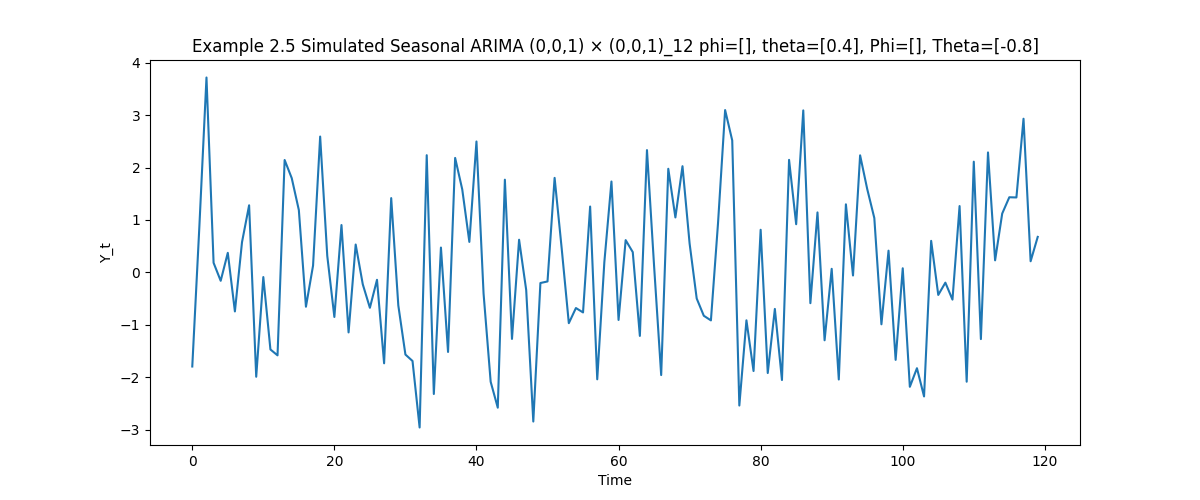 Example 2.5 Simulated Seasonal ARIMA (0,0,1) × (0,0,1)_12 phi=[], theta=[0.4], Phi=[], Theta=[-0.8]
4
3
2
1
0
−1
−2
−3
Y_t
0 20 40 60 80 100 120
Time